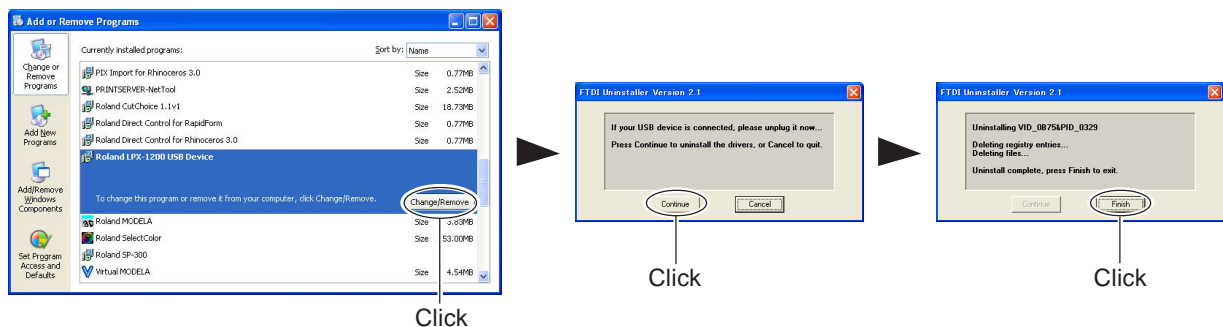 Add or Remove Programs
Change or
Remove
Programs
Add New
Programs
Add/Remove
Windows
Components
Set Program
Access and
Defaults
Currently installed programs:
Sort by: Name
PIX Import for Rhinoceros 3.0 Size 0.77MB
PRINTSERVER-NetTool Size 2.52MB
Roland CutChoice 1.1v1 Size 18.73MB
Roland Direct Control for RapidForm Size 0.77MB
Roland Direct Control for Rhinoceros 3.0 Size 0.77MB
Roland LPX-1200 USB Device
To change this program or remove it from your computer, click Change/Remove. Change/Remove
Roland MODELA Size 3.83MB
Roland SelectColor Size 53.00MB
Roland SP-300
Virtual MODELA Size 4.54MB
Click
FTDI Uninstaller Version 2.1
If your USB device is connected, please unplug it now...
Press Continue to uninstall the drivers, or Cancel to quit.
Continue Cancel
Click
FTDI Uninstaller Version 2.1
Uninstalling VID_0B75&PID_0329
Deleting registry entries...
Deleting files...
Uninstall complete, press Finish to exit.
Continue Finish
Click